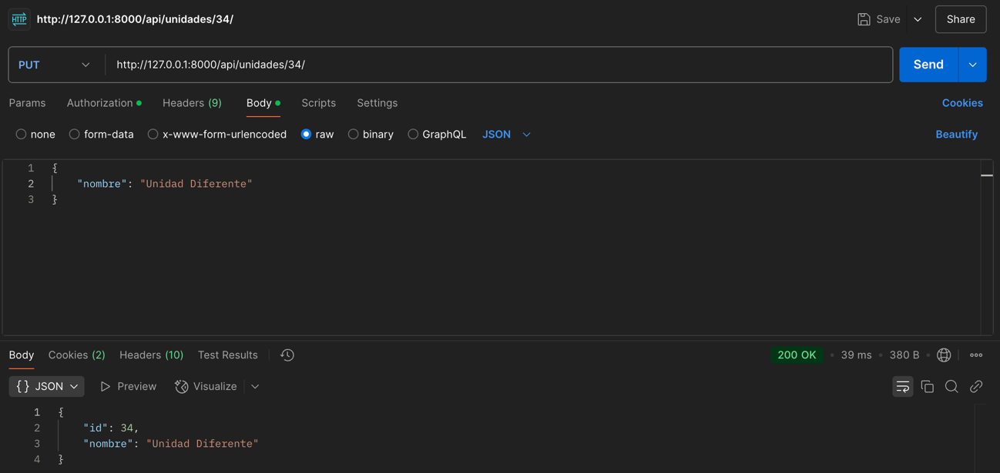 HTTP http://127.0.0.1:8000/api/unidades/34/ Save Share
PUT http://127.0.0.1:8000/api/unidades/34/ Send
Params Authorization Headers (9) Body Scripts Settings Cookies
none form-data x-www-form-urlencoded raw binary GraphQL JSON Beautify
1 {
2 "nombre": "Unidad Diferente"
3 }
Body Cookies (2) Headers (10) Test Results 200 OK • 39 ms • 380 B •
{} JSON Preview Visualize
1 {
2 "id": 34,
3 "nombre": "Unidad Diferente"
4 }